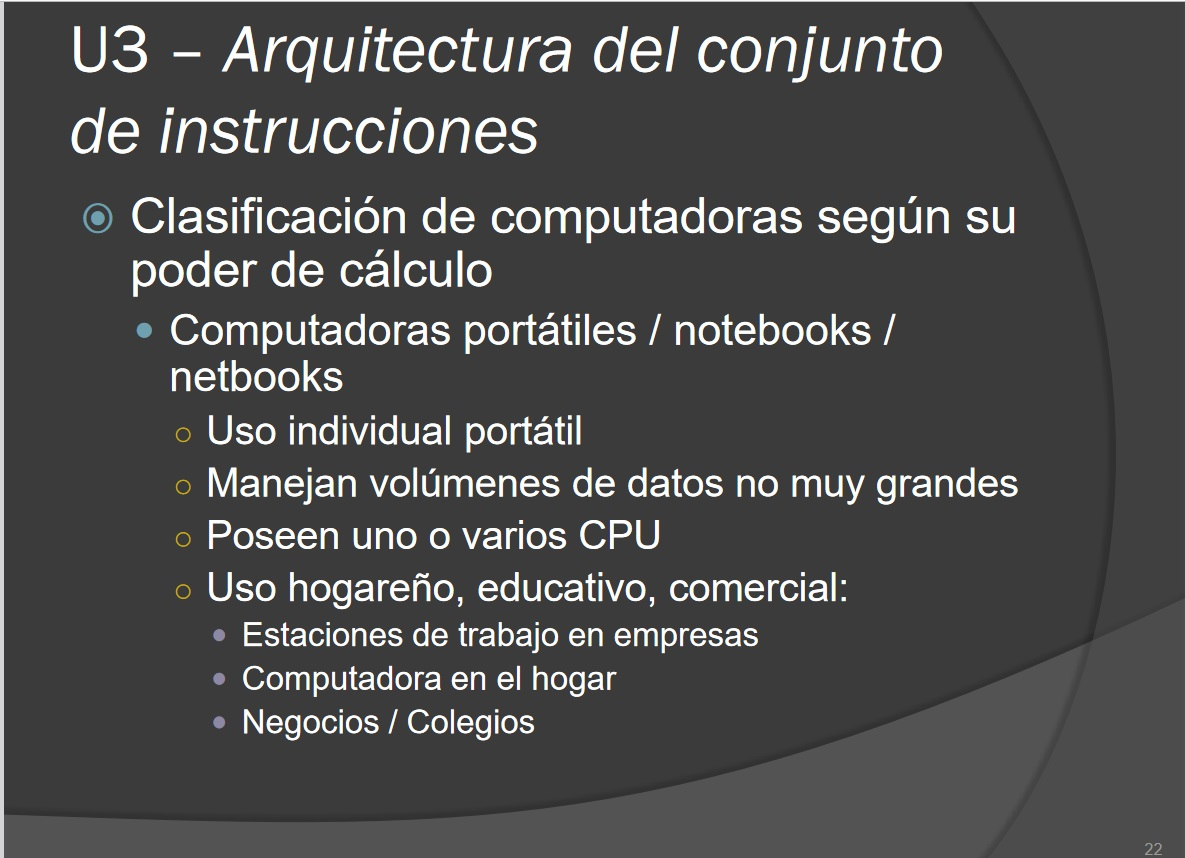 U3 – Arquitectura del conjunto
de instrucciones
Clasificación de computadoras según su
poder de cálculo
Computadoras portátiles / notebooks /
netbooks
Uso individual portátil
Manejan volúmenes de datos no muy grandes
Poseen uno o varios CPU
Uso hogareño, educativo, comercial:
Estaciones de trabajo en empresas
Computadora en el hogar
Negocios / Colegios
22